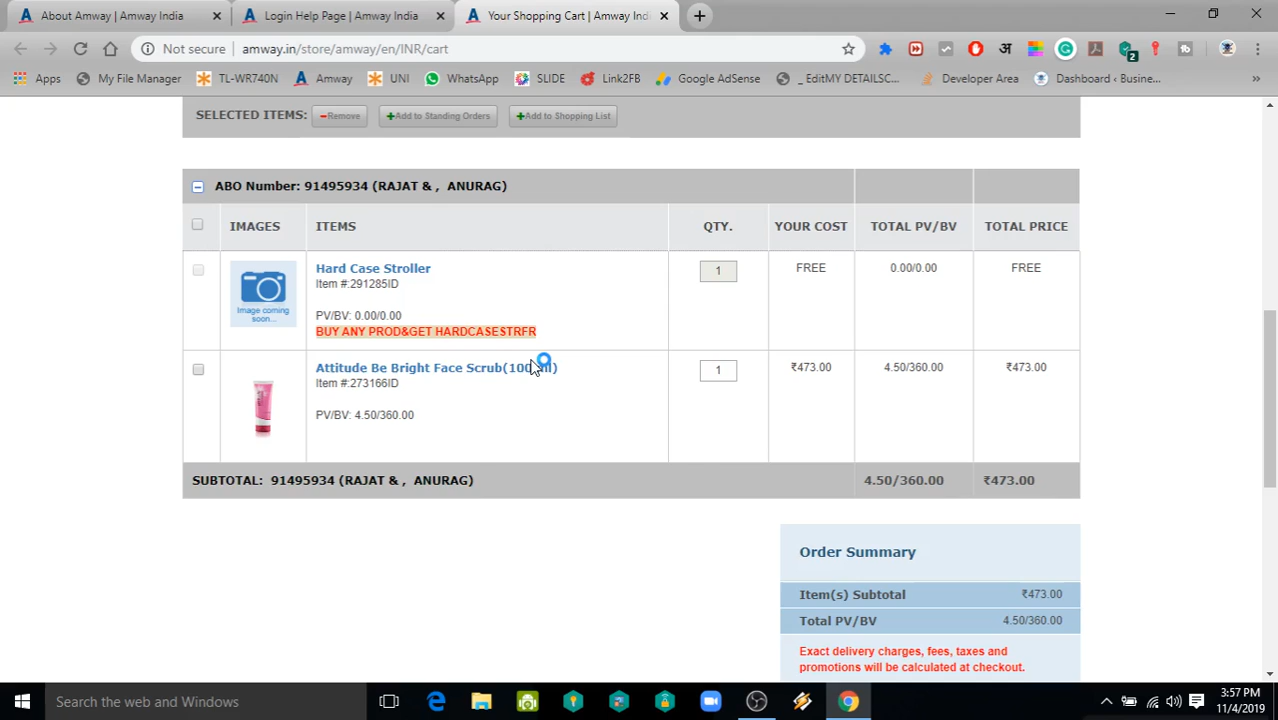 About Amway | Amway India
Login Help Page | Amway India
Your Shopping Cart | Amway Indi
Not secure
amway.in/store/amway/en/INR/cart
Apps
My File Manager
TL-WR740N
Amway
UNI
WhatsApp
SLIDE
Link2FB
Google AdSense
_ EditMY DETAILSC...
Developer Area
Dashboard ‹ Busine...
SELECTED ITEMS:
Remove
Add to Standing Orders
Add to Shopping List
ABO Number: 91495934 (RAJAT & , ANURAG)
IMAGES
ITEMS
QTY.
YOUR COST
TOTAL PV/BV
TOTAL PRICE
Image coming
soon...
Hard Case Stroller
Item #:291285ID
PV/BV: 0.00/0.00
BUY ANY PROD&GET HARDCASESTRFR
1
FREE
0.00/0.00
FREE
Attitude Be Bright Face Scrub
Item #:273166ID
PV/BV: 4.50/360.00
1
₹473.00
4.50/360.00
₹473.00
SUBTOTAL: 91495934 (RAJAT & , ANURAG)
4.50/360.00
₹473.00
Order Summary
Item(s) Subtotal
₹473.00
Total PV/BV
4.50/360.00
Exact delivery charges, fees, taxes and
promotions will be calculated at checkout.
Search the web and Windows
3:57 PM
11/4/2019